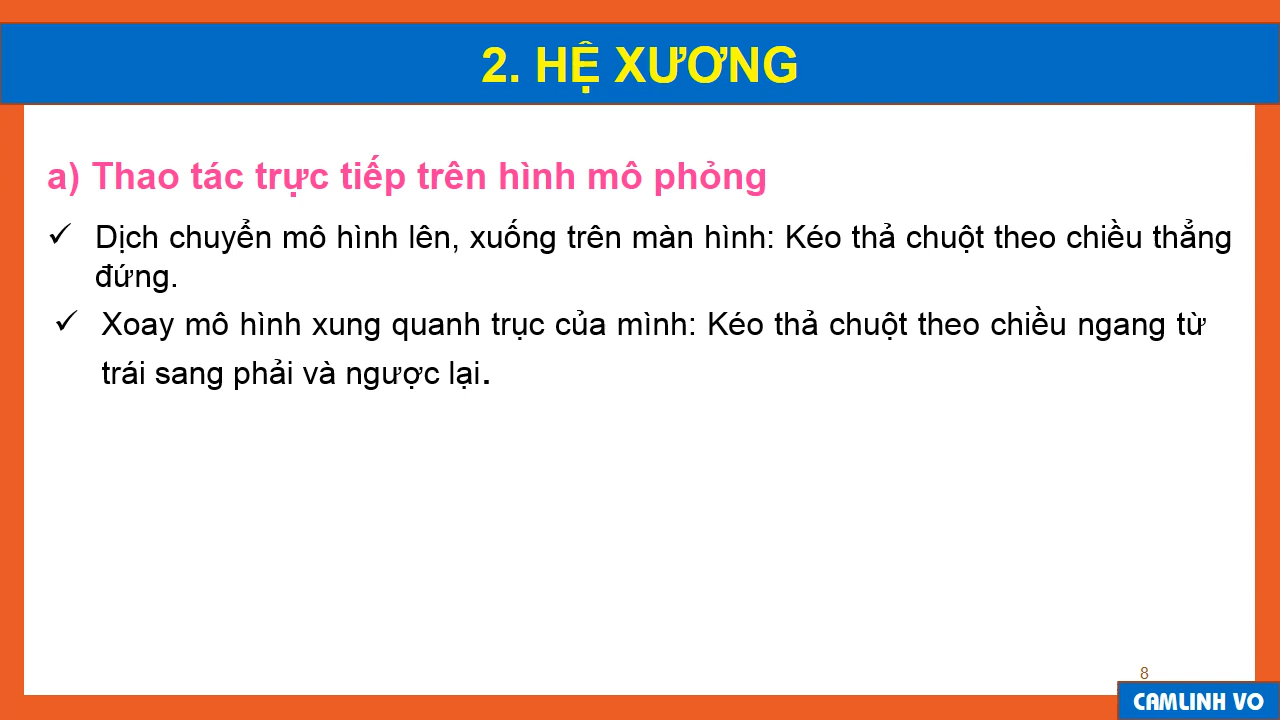 2. HỆ XƯƠNG
a) Thao tác trực tiếp trên hình mô phỏng
✓ Dịch chuyển mô hình lên, xuống trên màn hình: Kéo thả chuột theo chiều thẳng
đứng.
✓ Xoay mô hình xung quanh trục của mình: Kéo thả chuột theo chiều ngang từ
trái sang phải và ngược lại.
8
CAMLINH VO